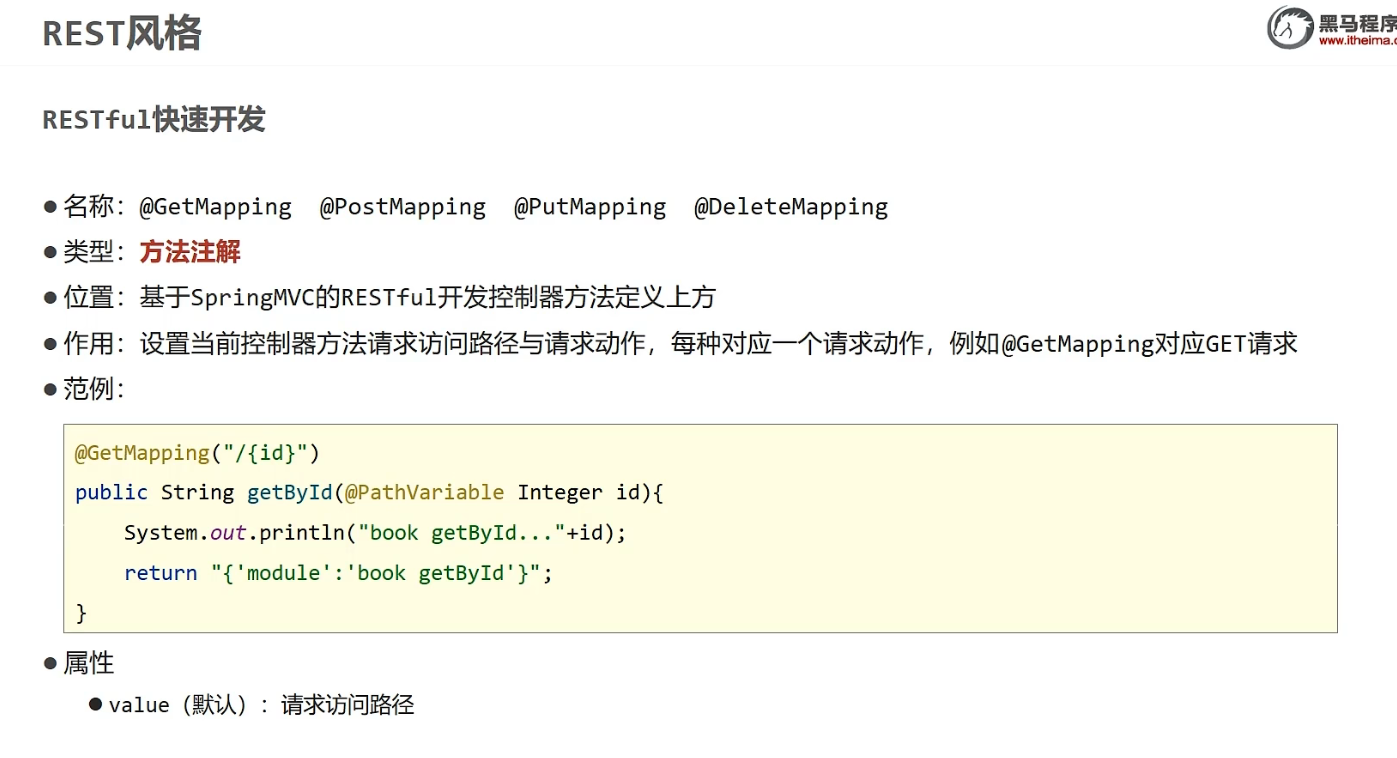 REST风格
黑马程序
www.itheima.c
RESTful快速开发
● 名称：@GetMapping @PostMapping @PutMapping @DeleteMapping
● 类型：方法注解
● 位置：基于SpringMVC的RESTful开发控制器方法定义上方
● 作用：设置当前控制器方法请求访问路径与请求动作，每种对应一个请求动作，例如@GetMapping对应GET请求
● 范例：
@GetMapping("/{id}")
public String getById(@PathVariable Integer id){
    System.out.println("book getById..."+id);
    return "{'module':'book getById'}";
}
● 属性
● value（默认）：请求访问路径